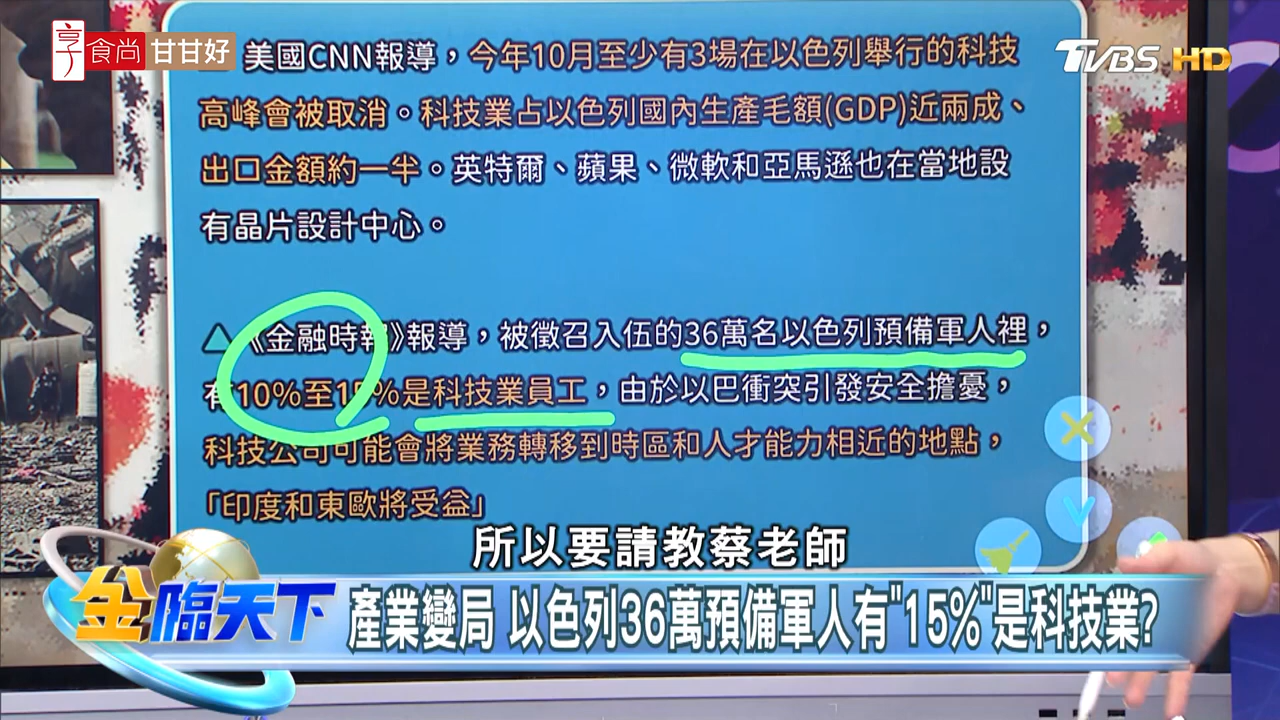 享食尚 甘甘好
TVBS HD
美國CNN報導，今年10月至少有3場在以色列舉行的科技
高峰會被取消。科技業占以色列國內生產毛額(GDP)近兩成、
出口金額約一半。英特爾、蘋果、微軟和亞馬遜也在當地設
有晶片設計中心。
▲《金融時報》報導，被徵召入伍的36萬名以色列預備軍人裡，
有10%至15%是科技業員工，由於以巴衝突引發安全擔憂，
科技公司可能會將業務轉移到時區和人才能力相近的地點，
「印度和東歐將受益」
所以要請教蔡老師
金臨天下
產業變局 以色列36萬預備軍人有"15%"是科技業?